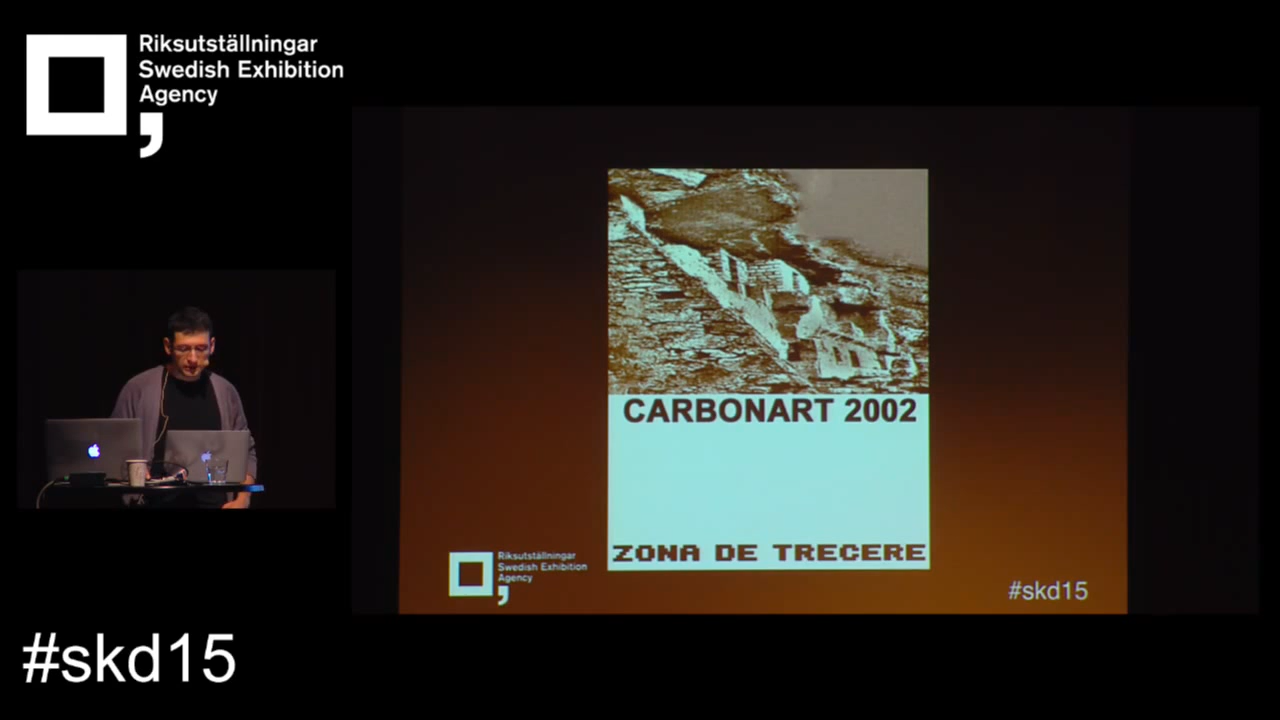 Riksutställningar
Swedish Exhibition
Agency
CARBONART 2002
ZONA DE TRECERE
Riksutställningar
Swedish Exhibition
Agency
#skd15
#skd15